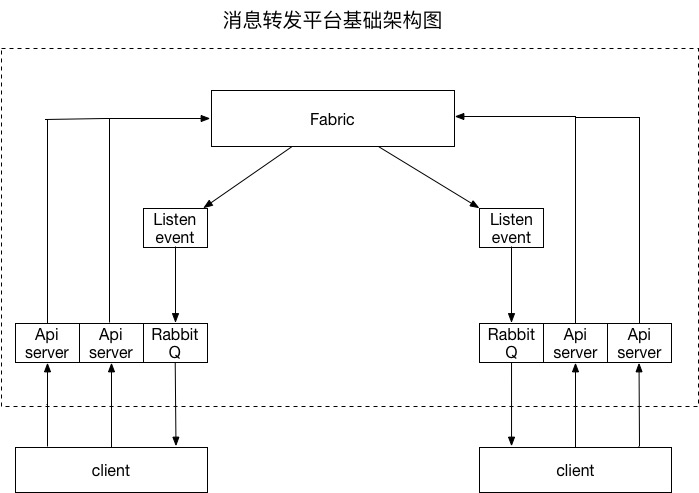 消息转发平台基础架构图
Fabric
Listen
event
Listen
event
Api
server
Api
server
Rabbit
Q
Rabbit
Q
Api
server
Api
server
client
client